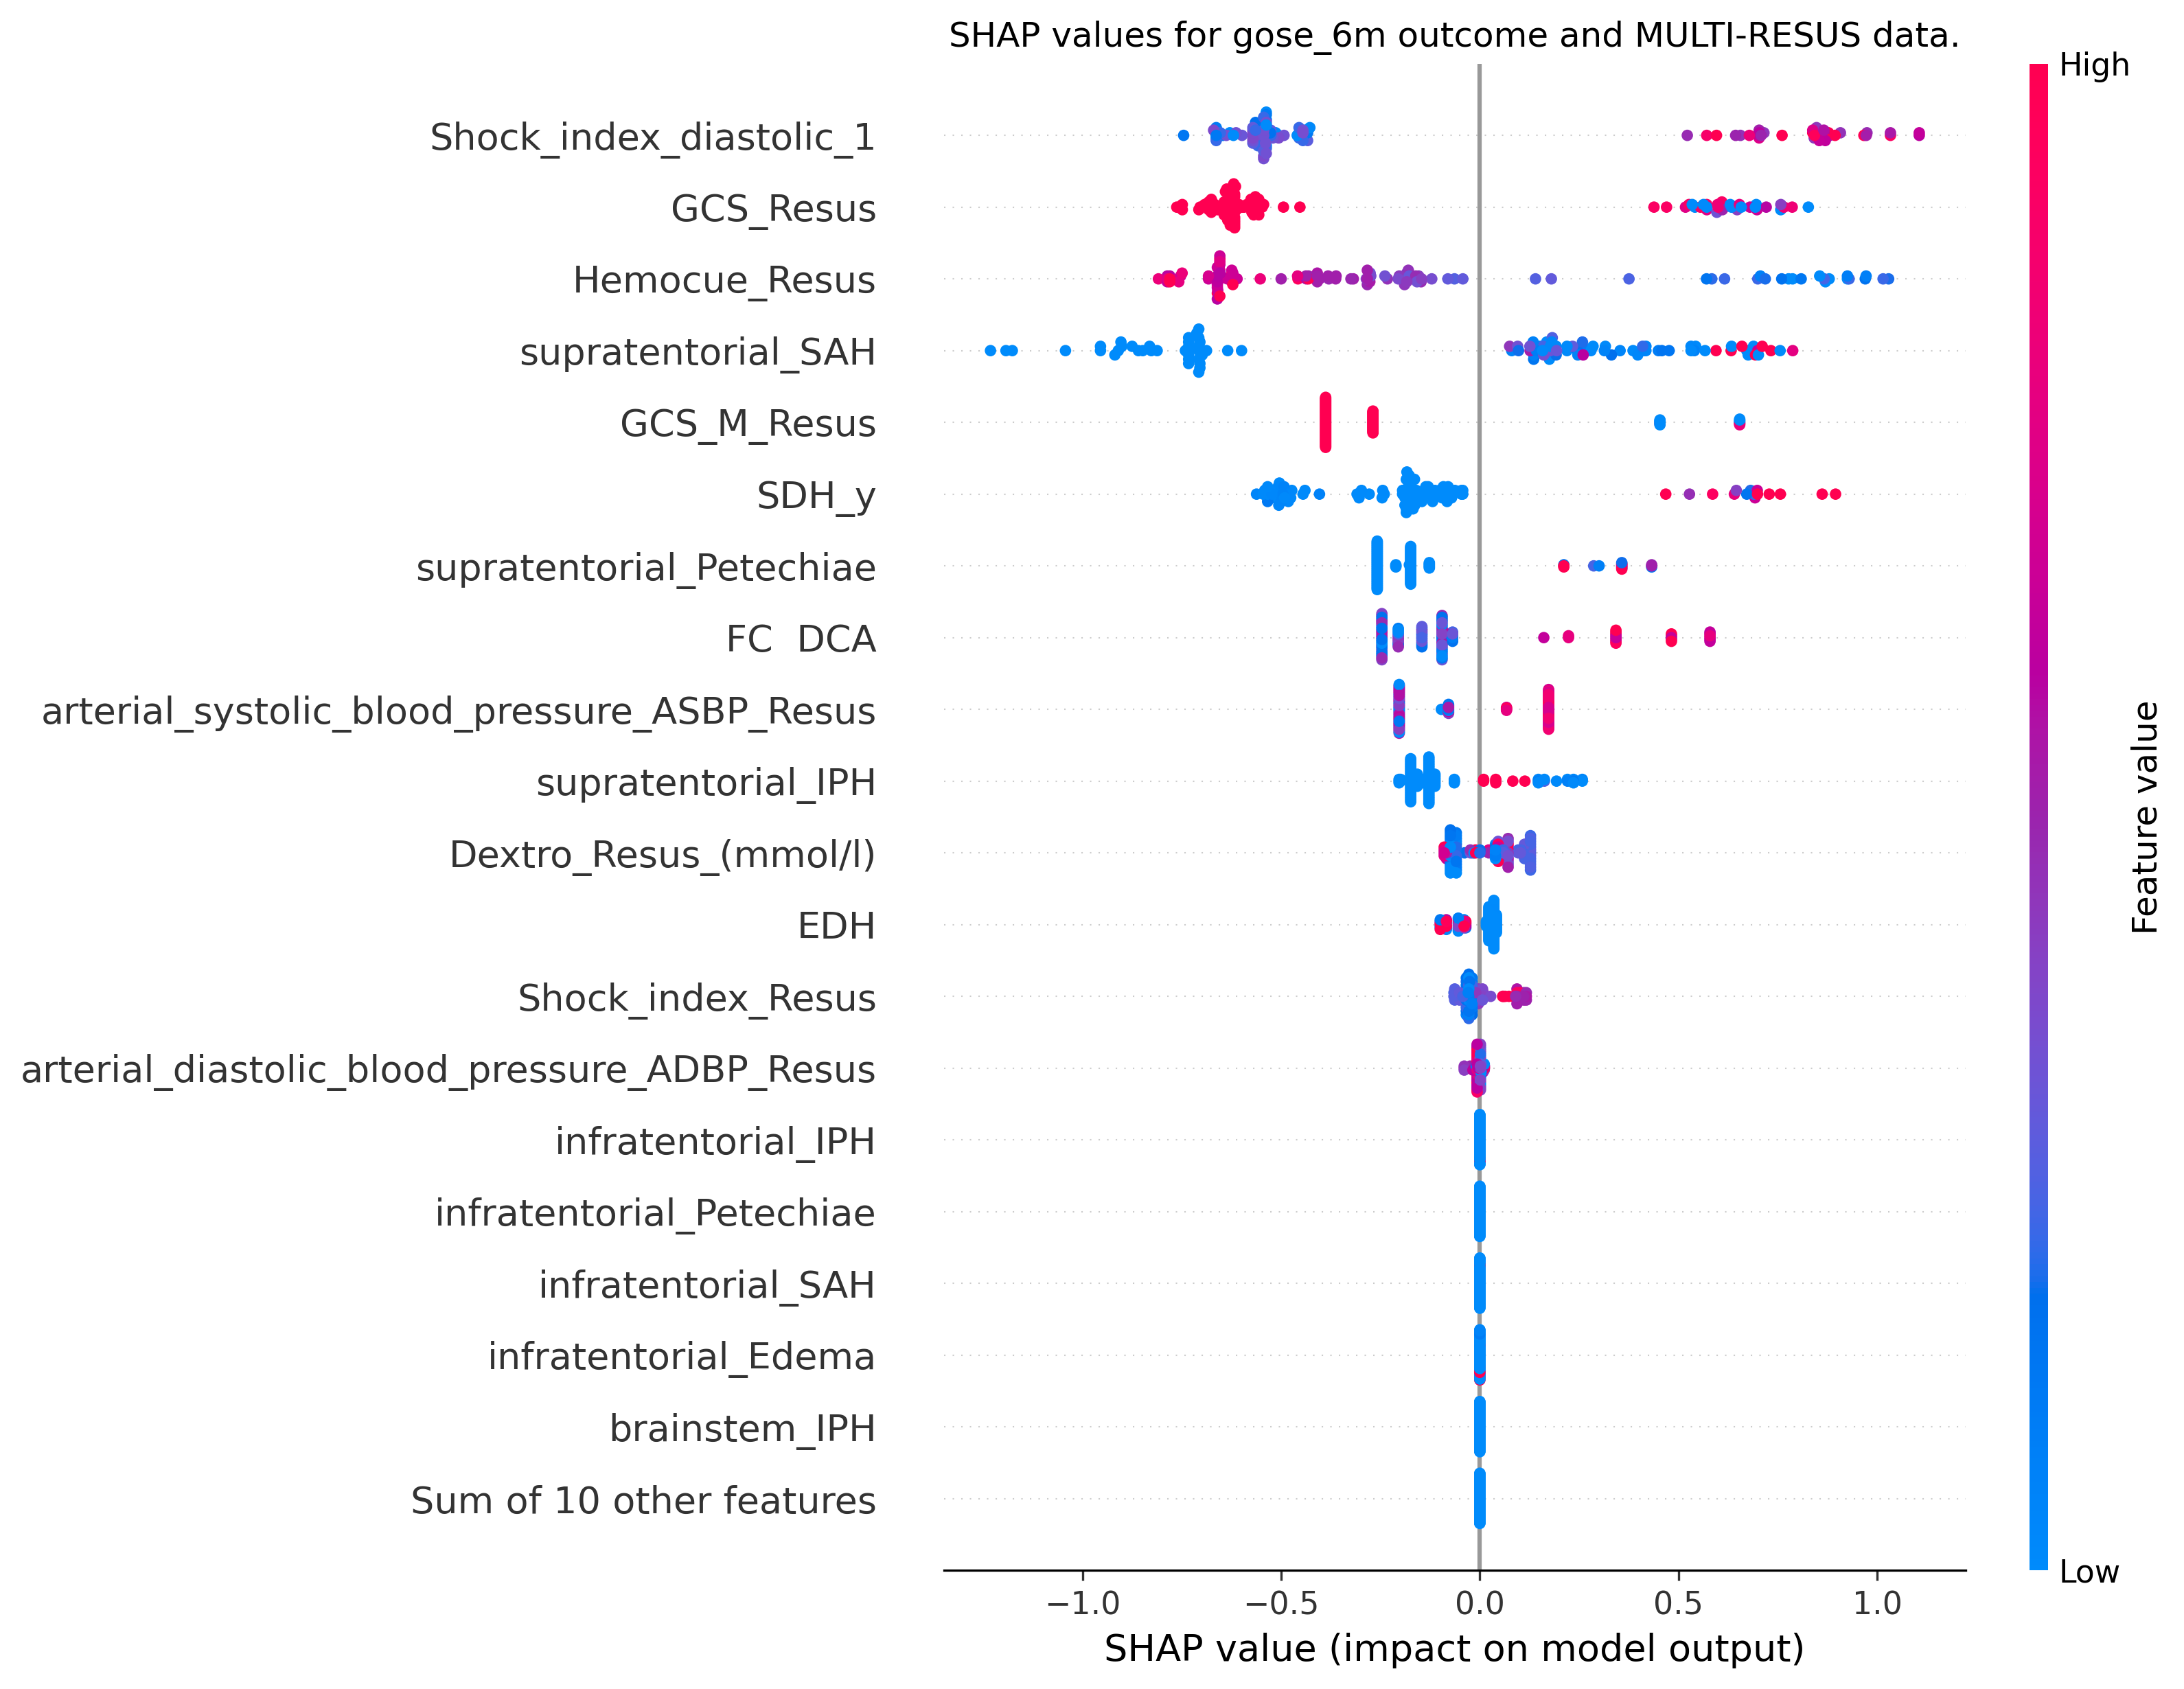 SHAP values for gose_6m outcome and MULTI-RESUS data.
High
Shock_index_diastolic_1
GCS_Resus
Hemocue_Resus
supratentorial_SAH
GCS_M_Resus
SDH_y
supratentorial_Petechiae
FC  DCA
arterial_systolic_blood_pressure_ASBP_Resus
supratentorial_IPH
Dextro_Resus_(mmol/l)
EDH
Shock_index_Resus
arterial_diastolic_blood_pressure_ADBP_Resus
infratentorial_IPH
infratentorial_Petechiae
infratentorial_SAH
infratentorial_Edema
brainstem_IPH
Sum of 10 other features
Feature value
Low
−1.0 −0.5 0.0 0.5 1.0
SHAP value (impact on model output)